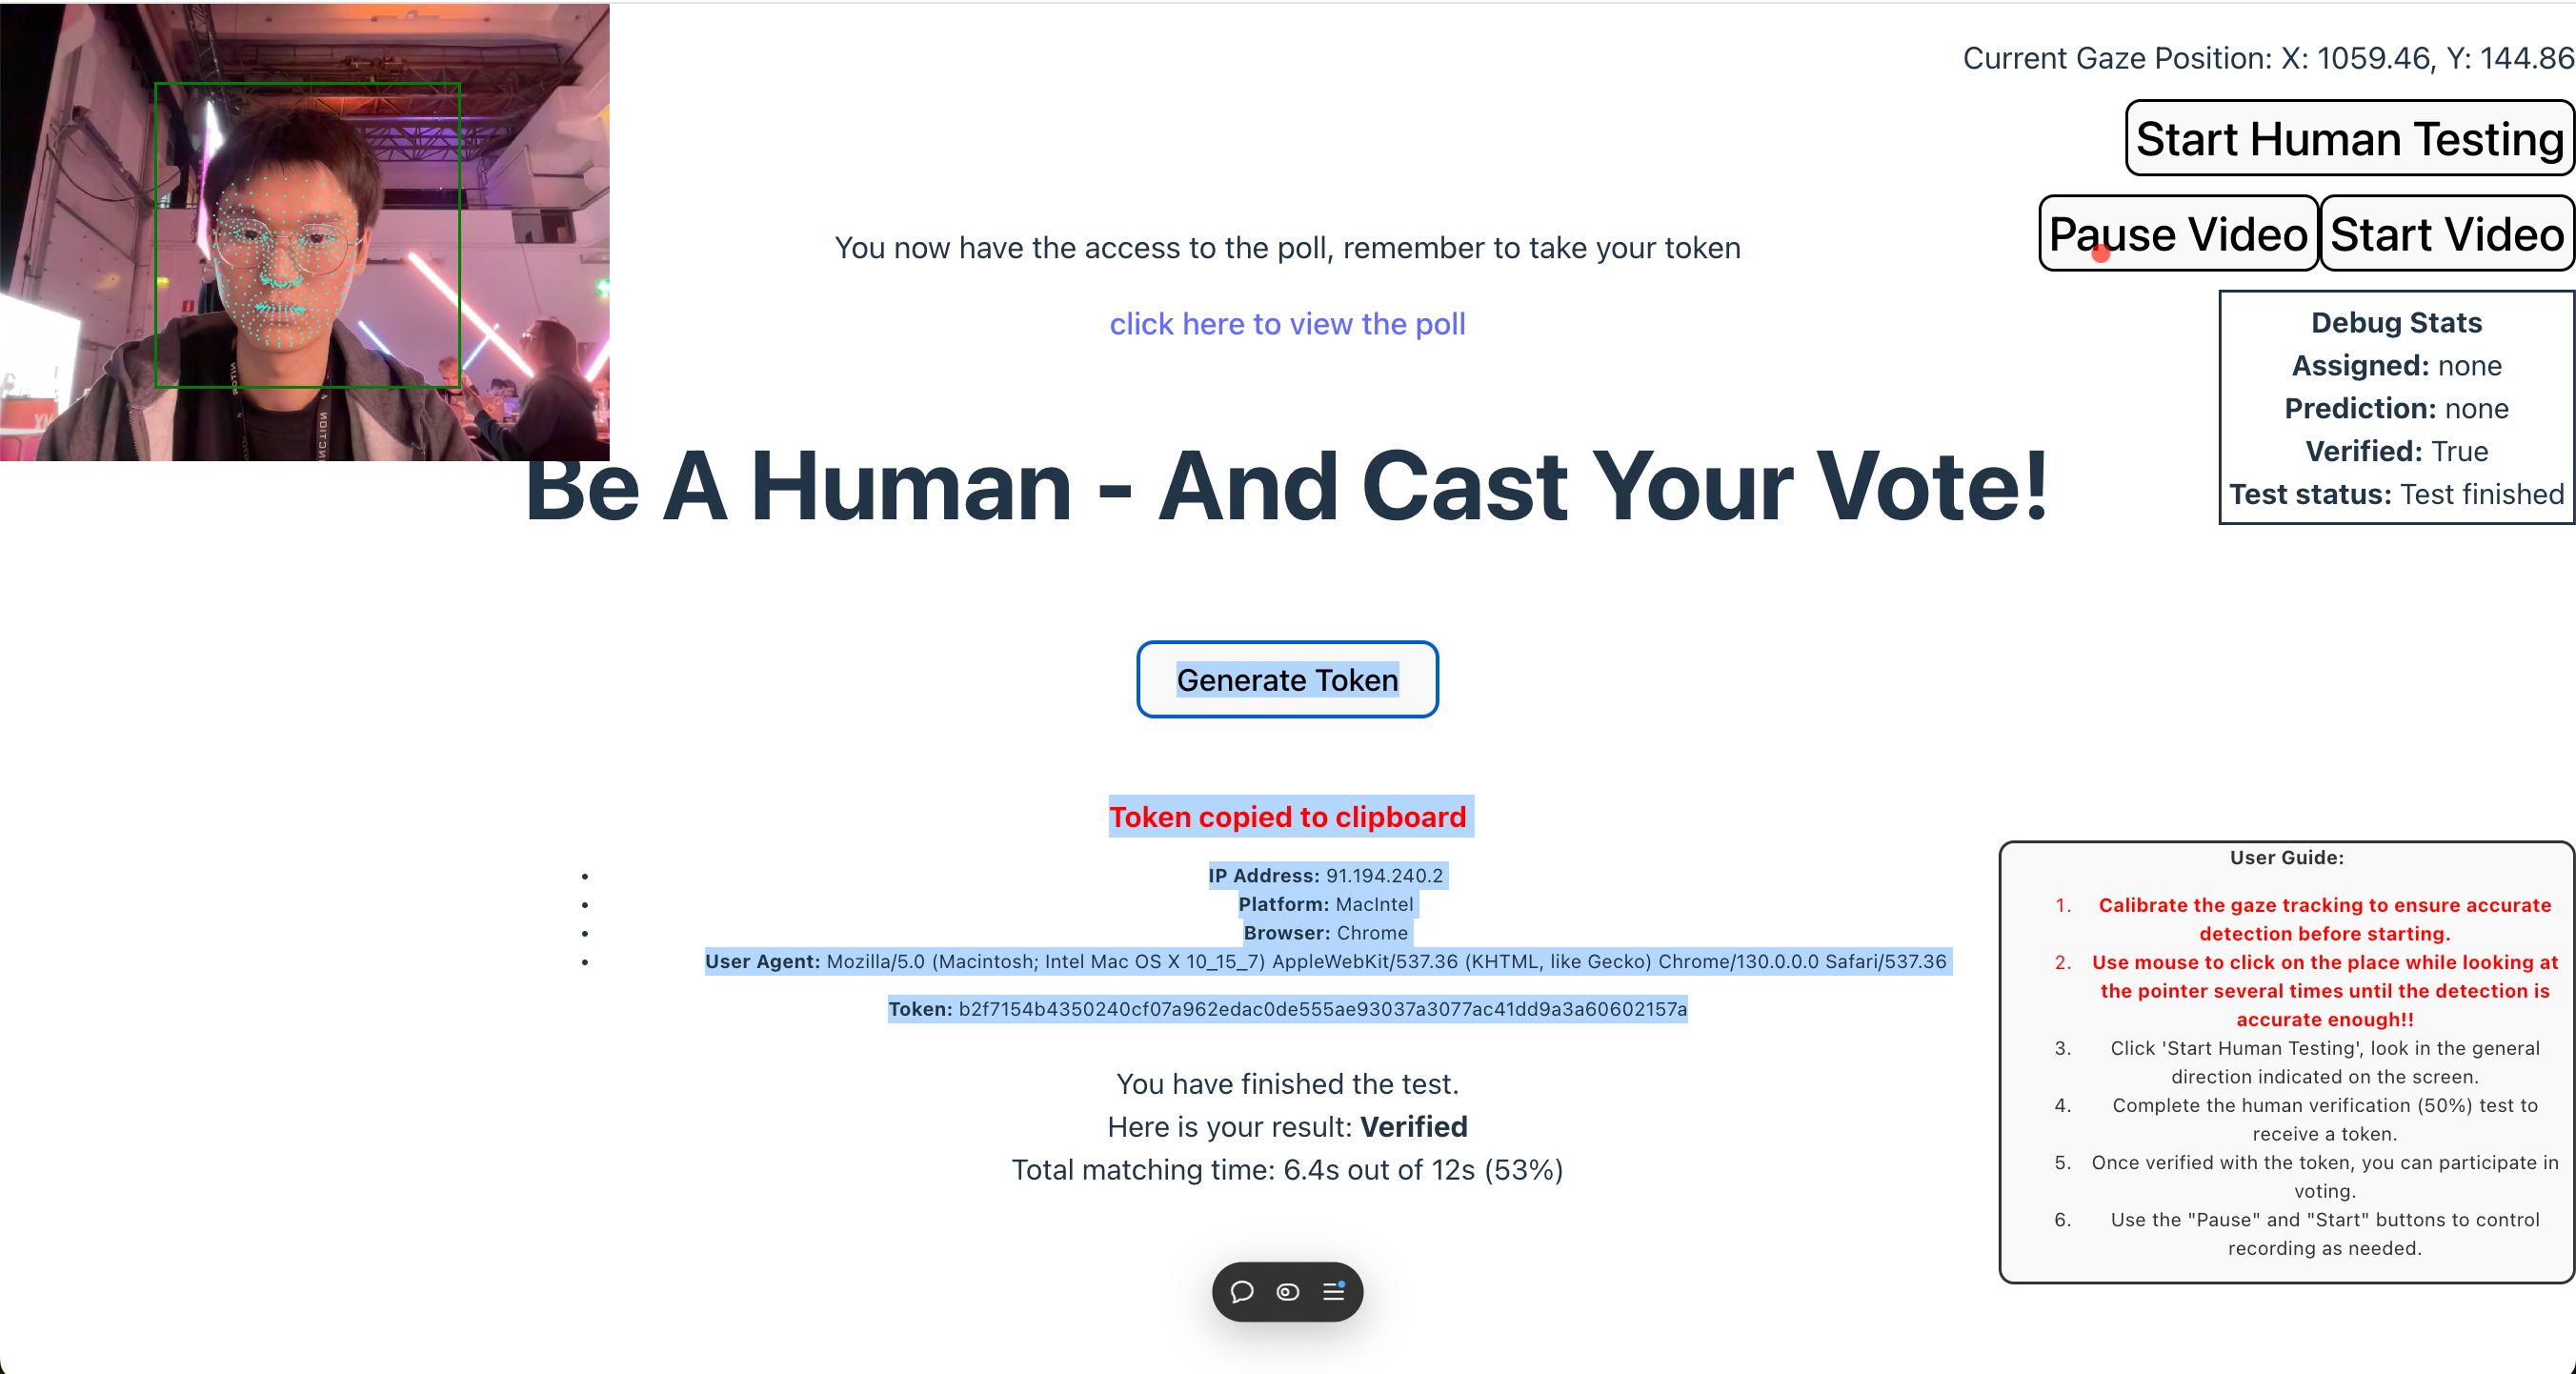 Current Gaze Position: X: 1059.46, Y: 144.86
Start Human Testing
Pause Video
Start Video
You now have the access to the poll, remember to take your token
click here to view the poll
Debug Stats
Assigned: none
Prediction: none
Verified: True
Test status: Test finished
Be A Human - And Cast Your Vote!
Generate Token
Token copied to clipboard
• IP Address: 91.194.240.2
• Platform: MacIntel
• Browser: Chrome
• User Agent: Mozilla/5.0 (Macintosh; Intel Mac OS X 10_15_7) AppleWebKit/537.36 (KHTML, like Gecko) Chrome/130.0.0.0 Safari/537.36
Token: b2f7154b4350240cf07a962edac0de555ae93037a3077ac41dd9a3a60602157a
You have finished the test.
Here is your result: Verified
Total matching time: 6.4s out of 12s (53%)
User Guide:
1. Calibrate the gaze tracking to ensure accurate
detection before starting.
2. Use mouse to click on the place while looking at
the pointer several times until the detection is
accurate enough!!
3. Click 'Start Human Testing', look in the general
direction indicated on the screen.
4. Complete the human verification (50%) test to
receive a token.
5. Once verified with the token, you can participate in
voting.
6. Use the "Pause" and "Start" buttons to control
recording as needed.